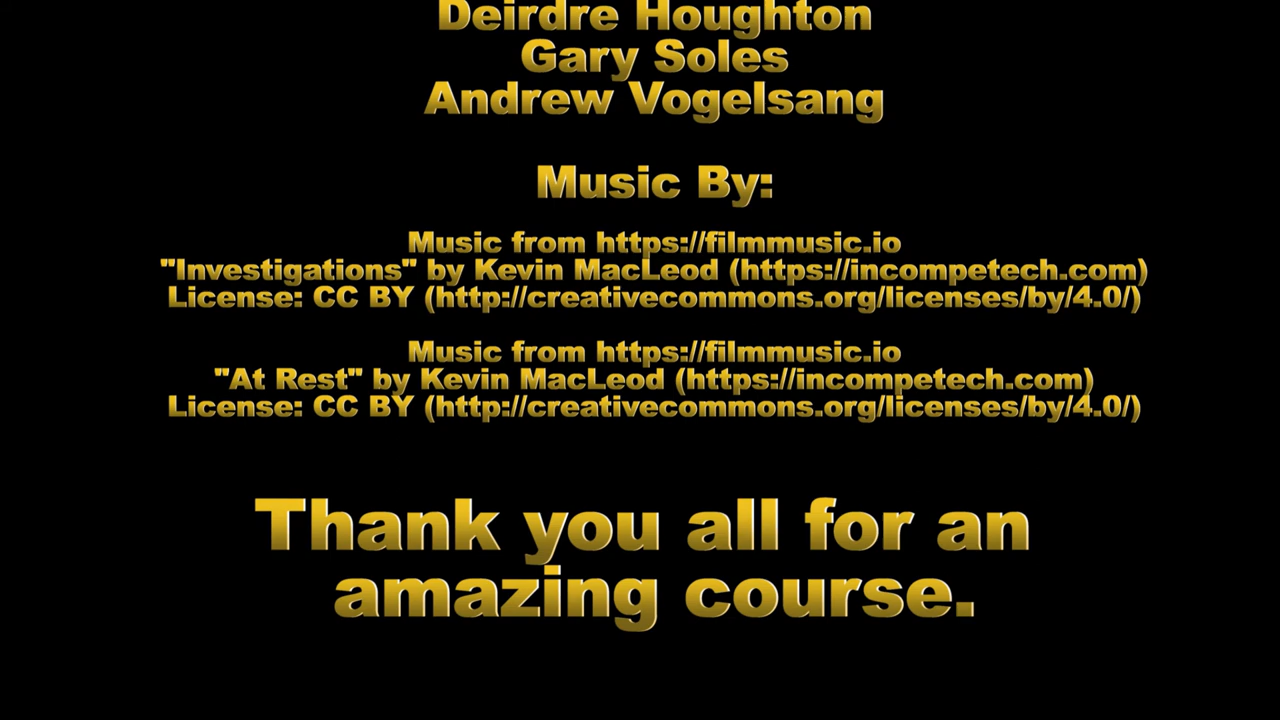 Deirdre Houghton
Gary Soles
Andrew Vogelsang
Music By:
Music from https://filmmusic.io
"Investigations" by Kevin MacLeod (https://incompetech.com)
License: CC BY (http://creativecommons.org/licenses/by/4.0/)
Music from https://filmmusic.io
"At Rest" by Kevin MacLeod (https://incompetech.com)
License: CC BY (http://creativecommons.org/licenses/by/4.0/)
Thank you all for an
amazing course.